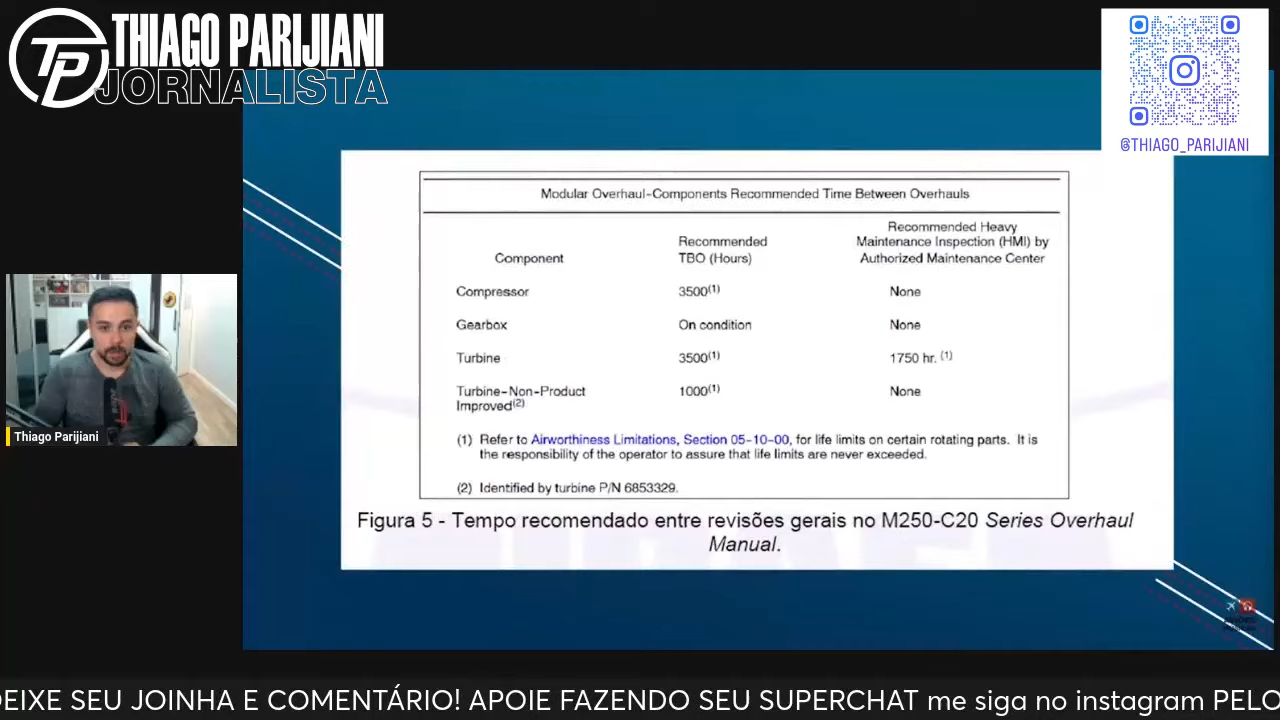 THIAGO PARIJIANI
TP
JORNALISTA
@THIAGO_PARIJIANI
Modular Overhaul-Components Recommended Time Between Overhauls
Component
Recommended
TBO (Hours)
Recommended Heavy
Maintenance Inspection (HMI) by
Authorized Maintenance Center
Compressor 3500(1) None
Gearbox On condition None
Turbine 3500(1) 1750 hr. (1)
Turbine-Non-Product 1000(1) None
Improved(2)
(1) Refer to Airworthiness Limitations, Section 05-10-00, for life limits on certain rotating parts. It is
the responsibility of the operator to assure that life limits are never exceeded.
(2) Identified by turbine P/N 6853329.
Figura 5 - Tempo recomendado entre revisões gerais no M250-C20 Series Overhaul
Manual.
Thiago Parijiani
DEIXE SEU JOINHA E COMENTÁRIO! APOIE FAZENDO SEU SUPERCHAT me siga no instagram PELO